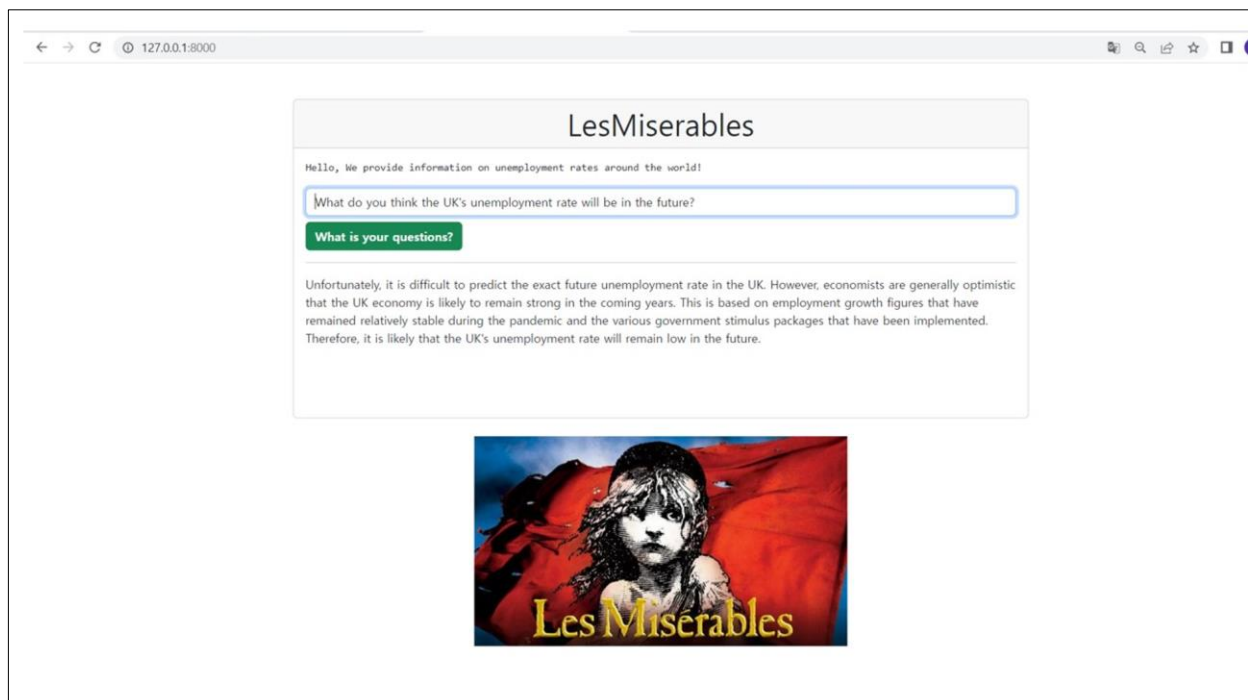 127.0.0.1:8000
LesMiserables
Hello, We provide information on unemployment rates around the world!
What do you think the UK's unemployment rate will be in the future?
What is your questions?
Unfortunately, it is difficult to predict the exact future unemployment rate in the UK. However, economists are generally optimistic
that the UK economy is likely to remain strong in the coming years. This is based on employment growth figures that have
remained relatively stable during the pandemic and the various government stimulus packages that have been implemented.
Therefore, it is likely that the UK's unemployment rate will remain low in the future.
Les Misérables